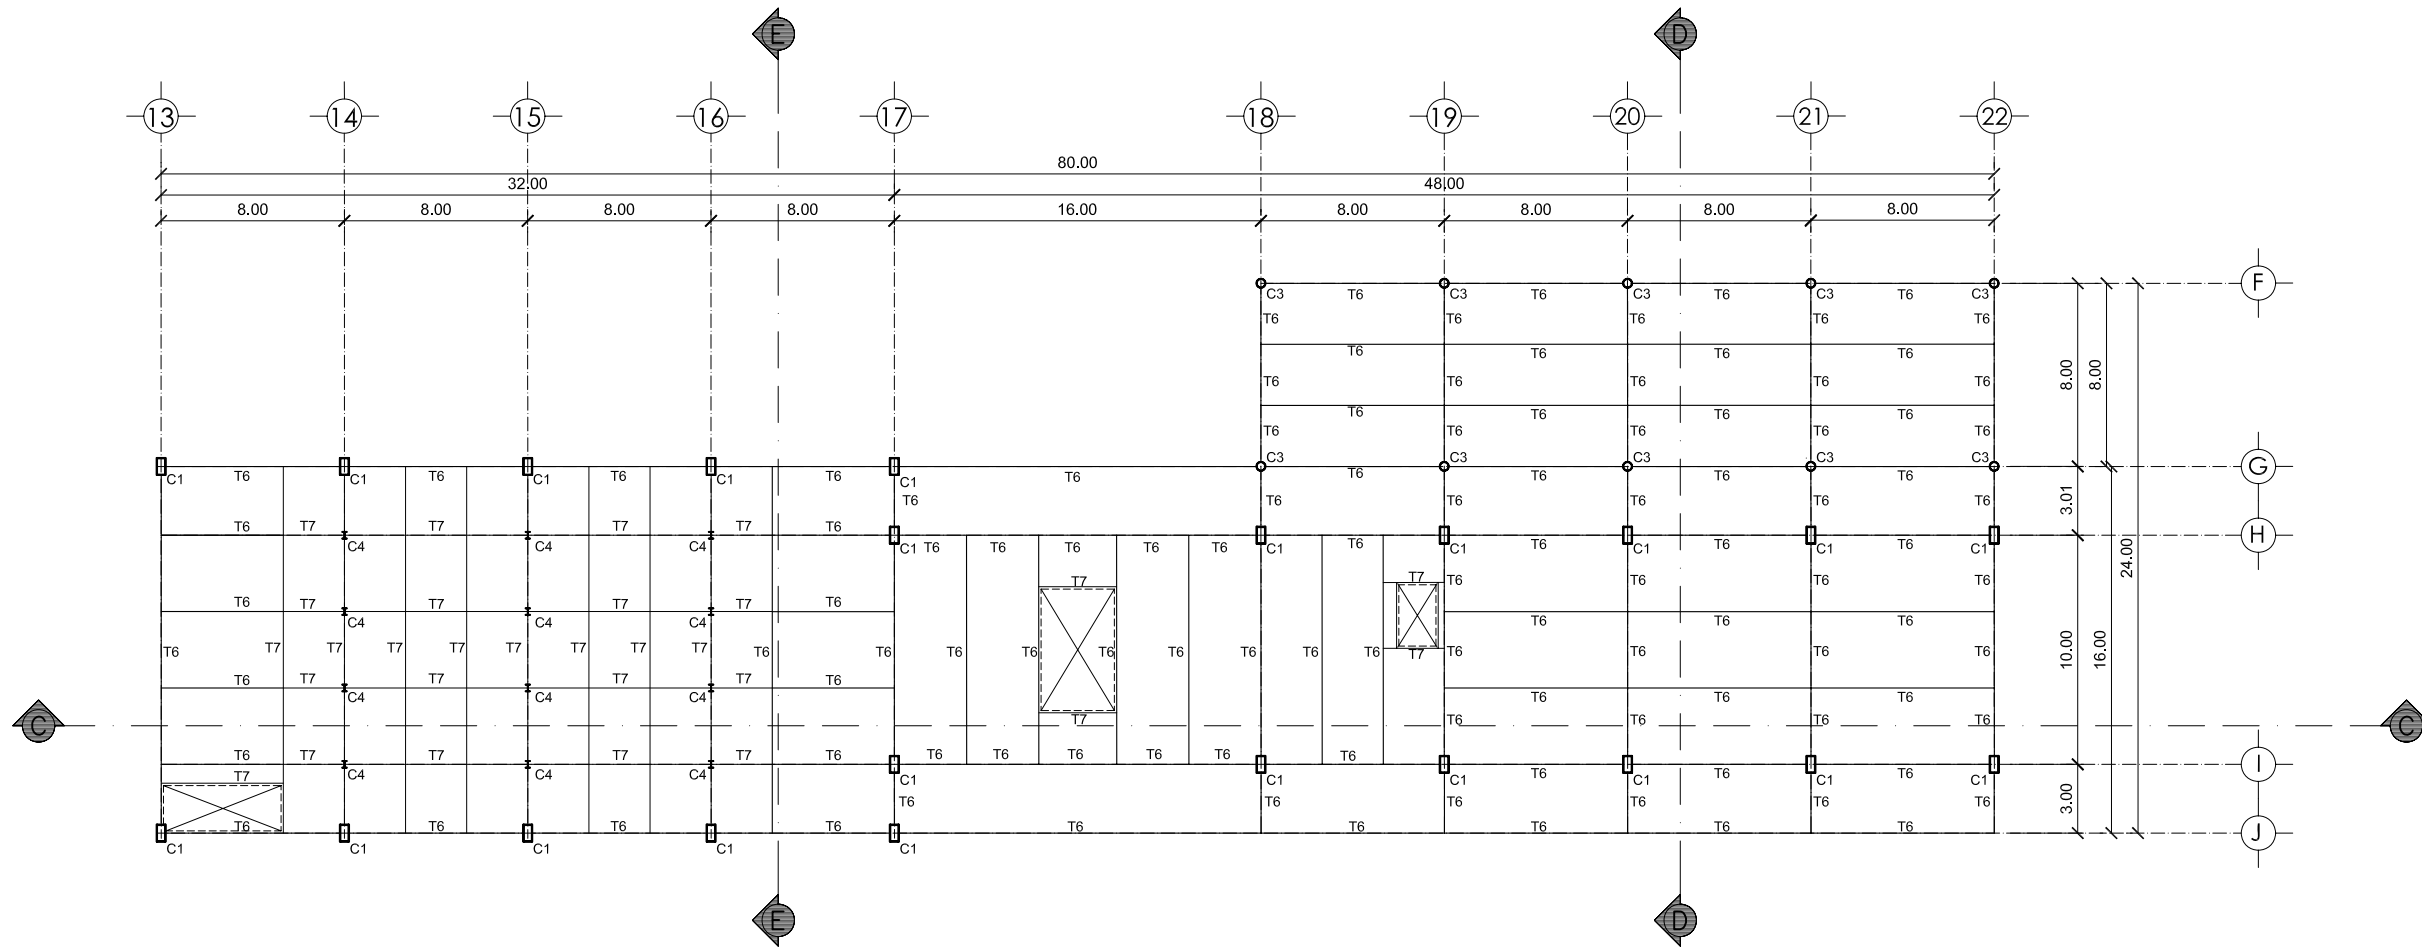 E D
13 14 15 16 17 18 19 20 21 22
80.00
32.00 48.00
8.00 8.00 8.00 8.00 16.00 8.00 8.00 8.00 8.00
F
C3 T6 C3 T6 C3 T6 C3 T6 C3
T6 T6 T6 T6 T6
T6 T6 T6 T6
8.00 8.00
T6 T6 T6 T6 T6
T6 T6 T6 T6
24.00
T6 T6 T6 T6 T6
C3 C3 C3 C3 C3
G
C1 T6 C1 T6 C1 T6 C1 T6 C1 T6 T6 T6 T6 T6
T6 T6 T6 T6 T6 T6
3.01
T6 T7 T7 T7 T7 T6
H
C4 C4 C4 C1 T6 T6 T6 T6 T6 C1 T6 C1 T6 C1 T6 C1 T6 C1
T7 T7 T6 T6 T6 T6
T6 T7 T7 T7 T7 T6
C4 C4 C4 T6 T6 T6
T6 T7 T7 T7 T7 T7 T7 T7 T7 T6 T6 T6 T6 T6 T6 T6 T6 T7 T6 T6 T6 T6
10.00 16.00
T6 T7 T7 T7 T7 T6
C4 C4 C4
C T7 T6 T6 T6 T6 C
T6 T7 T7 T7 T7 T6 T6 T6 T6 T6 T6 T6
I
T7 C4 C4 C4 C1 C1 C1 T6 C1 T6 C1 T6 C1
T6 T6 T6 T6 T6 T6
3.00
T6 T6 T6 T6 T6 T6 T6 T6 T6 T6
J
C1 C1 C1 C1 C1
E D